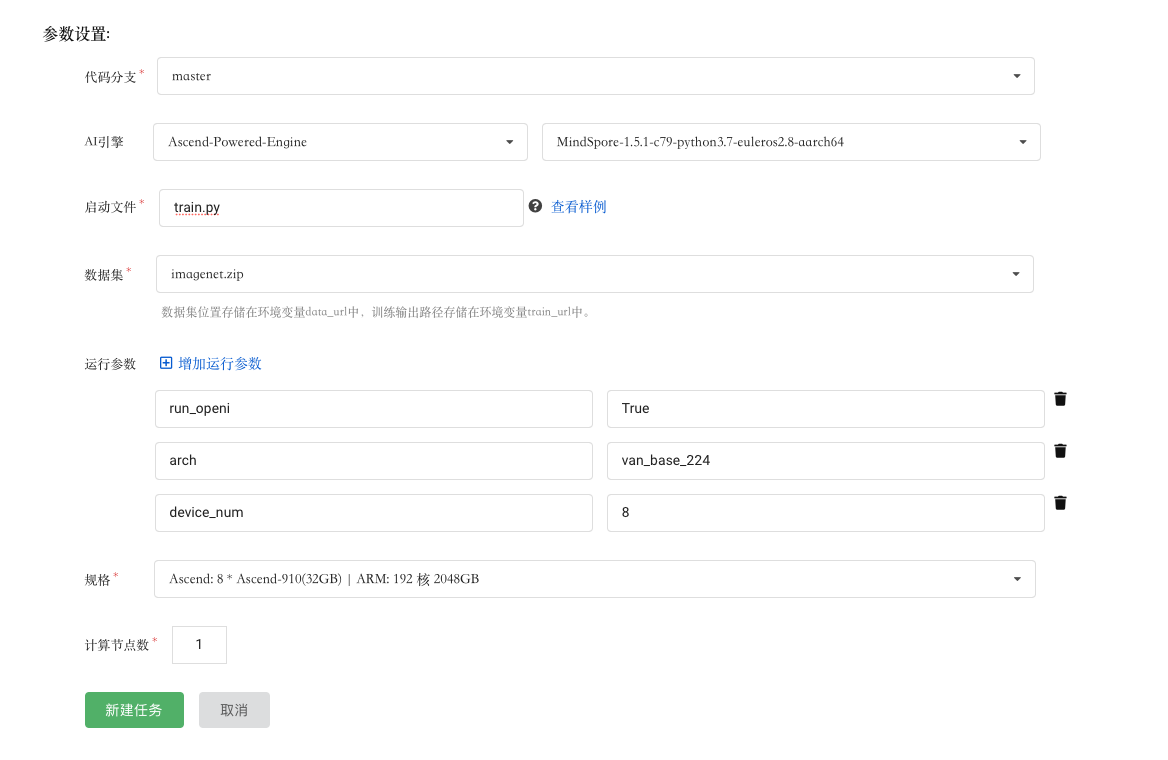 参数设置:
代码分支* master
AI引擎 Ascend-Powered-Engine MindSpore-1.5.1-c79-python3.7-euleros2.8-aarch64
启动文件* train.py 查看样例
数据集* imagenet.zip
数据集位置存储在环境变量data_url中，训练输出路径存储在环境变量train_url中。
运行参数 增加运行参数
run_openi True
arch van_base_224
device_num 8
规格* Ascend: 8 * Ascend-910(32GB) | ARM: 192 核 2048GB
计算节点数* 1
新建任务 取消